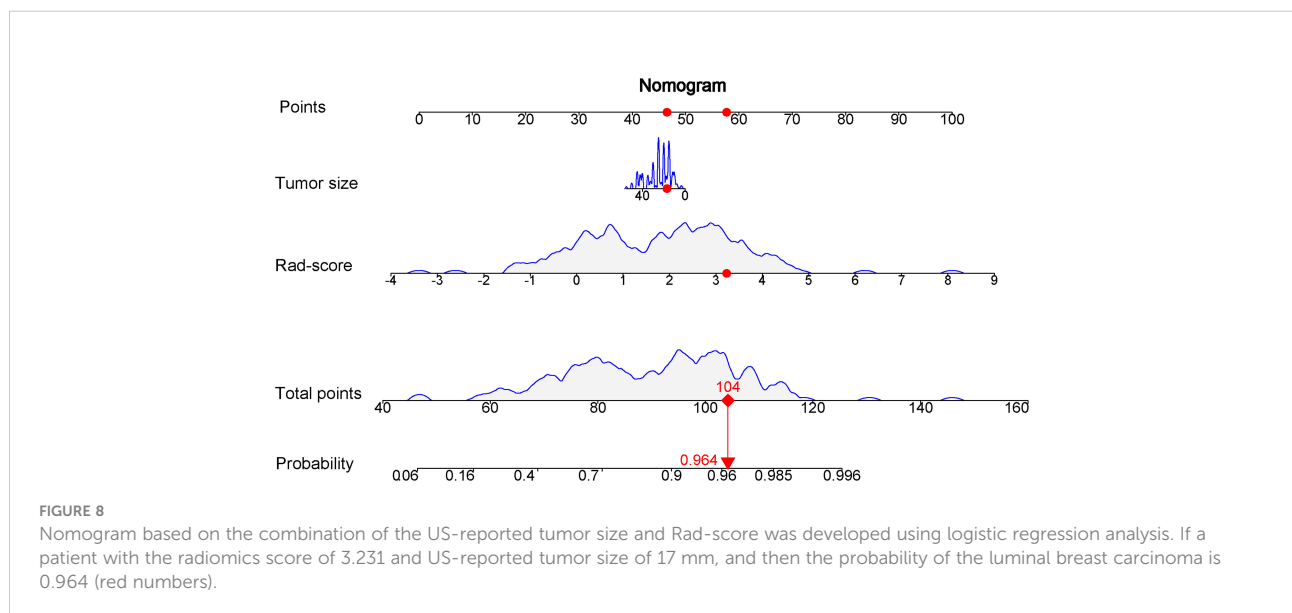 Nomogram
Points
0 10 20 30 40 50 60 70 80 90 100
Tumor size
40 0
Rad-score
-4 -3 -2 -1 0 1 2 3 4 5 6 7 8 9
104
Total points
40 60 80 100 120 140 160
Probability
0.964
0.06 0.16 0.4 0.7 0.9 0.96 0.985 0.996
FIGURE 8
Nomogram based on the combination of the US-reported tumor size and Rad-score was developed using logistic regression analysis. If a
patient with the radiomics score of 3.231 and US-reported tumor size of 17 mm, and then the probability of the luminal breast carcinoma is
0.964 (red numbers).